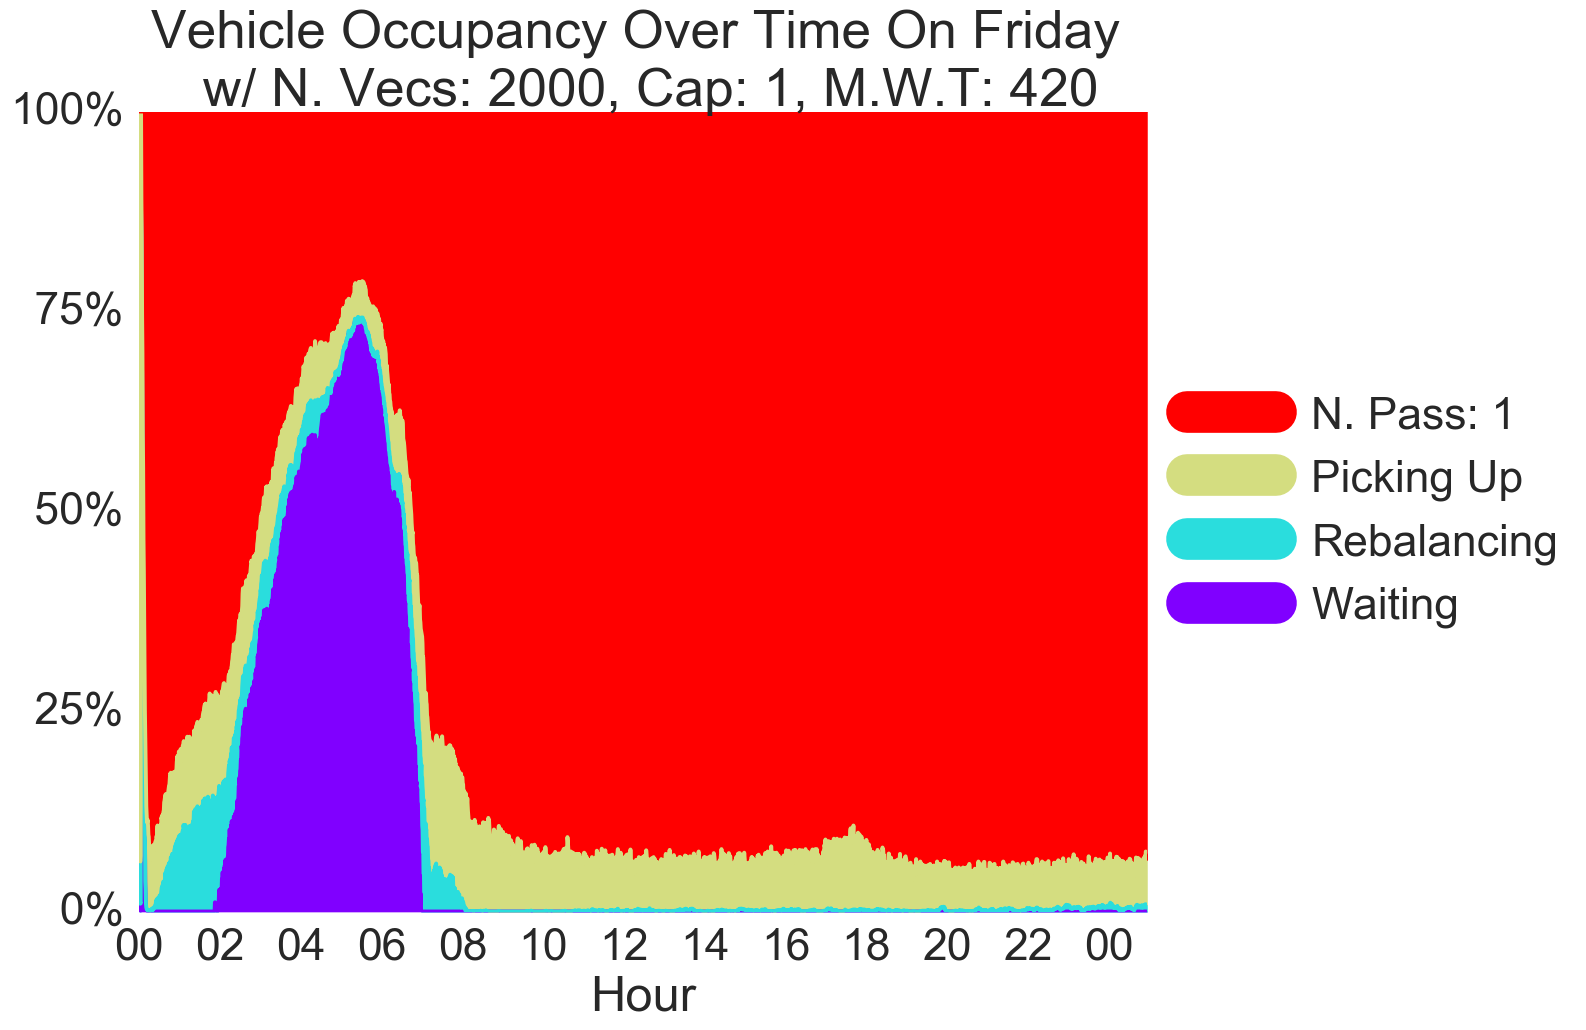 Vehicle Occupancy Over Time On Friday
w/ N. Vecs: 2000, Cap: 1, M.W.T: 420
100%
75%
50%
25%
0%
00 02 04 06 08 10 12 14 16 18 20 22 00
Hour
N. Pass: 1
Picking Up
Rebalancing
Waiting